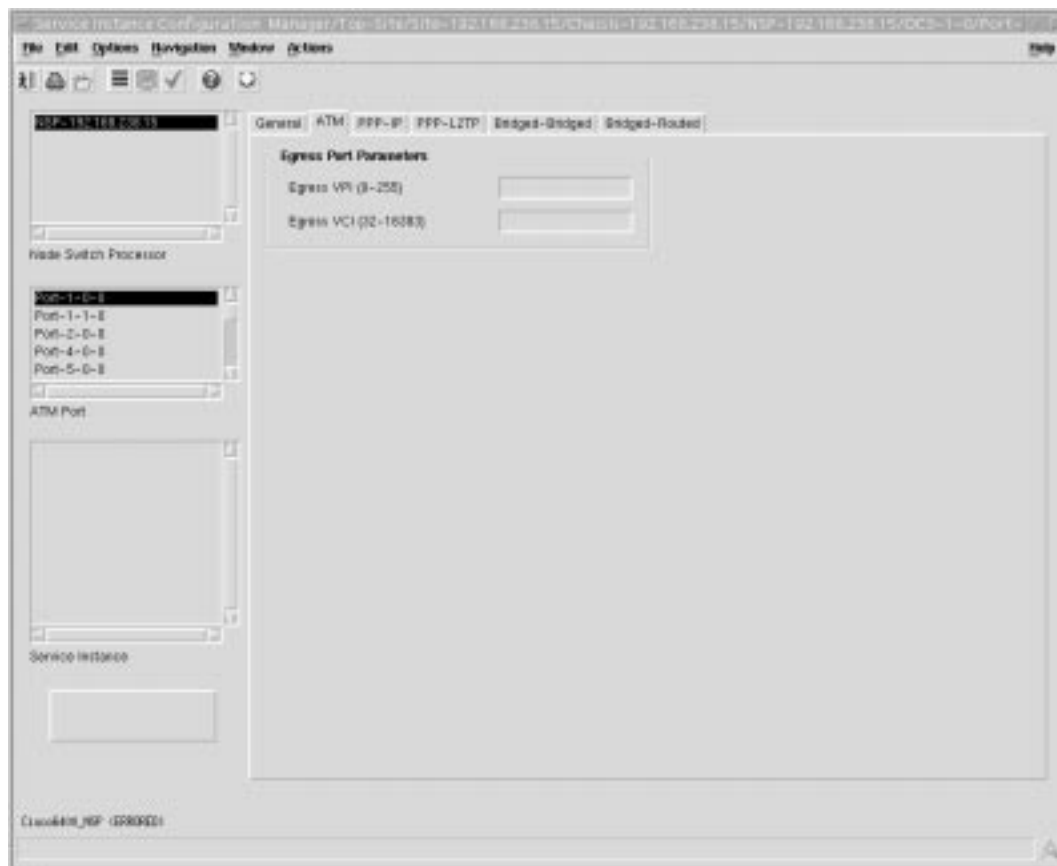 Service Instance Configuration Manager/Top-Site/Site-192.168.238.15/Chassis-192.168.238.15/NSP-192.168.238.15/OC3-1-0/Port-
File Edit Options Navigation Window Actions Help
NSP-192.168.238.15
Node Switch Processor
Port-1-0-0
Port-1-1-0
Port-2-0-0
Port-4-0-0
Port-5-0-0
ATM Port
Service Instance
General ATM PPP-IP PPP-L2TP Bridged-Bridged Bridged-Routed
Egress Port Parameters
Egress VPI (0-255)
Egress VCI (32-16383)
Cisco6400_NSP (ERRORED)